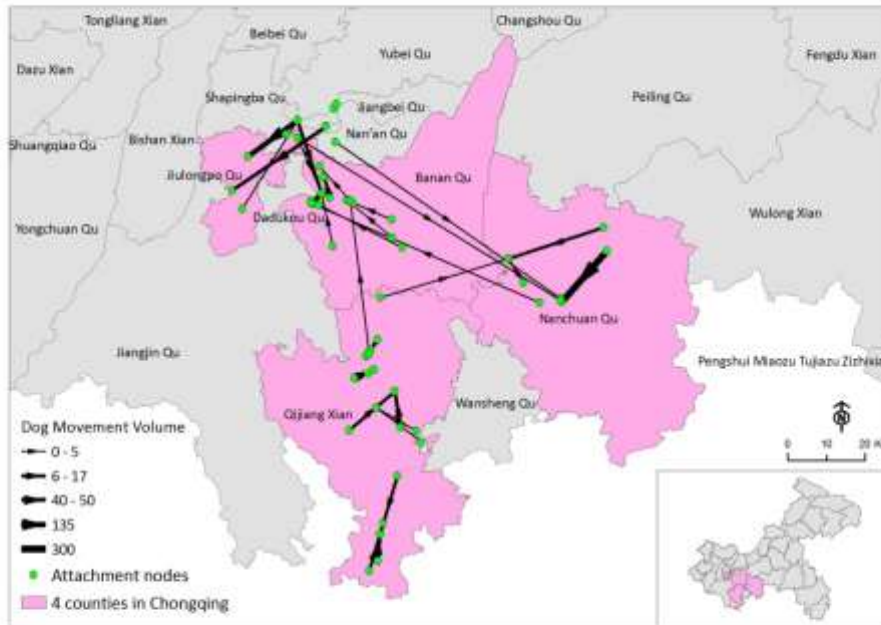 Tongliang Xian
Beibei Qu
Changshou Qu
Dazu Xian
Yubei Qu
Fengdu Xian
Shapingba Qu
Jiangbei Qu
Peiling Qu
Shuangqiao Qu
Bishan Xian
Nan'an Qu
Jiulongpo Qu
Banan Qu
Yongchuan Qu
Dadukou Qu
Wulong Xian
Nanchuan Qu
Jiangjin Qu
Pengshui Miaozu Tujiazu Zizhixia
Wansheng Qu
Qijiang Xian
Dog Movement Volume
0 - 5
6 - 17
40 - 50
135
300
Attachment nodes
4 counties in Chongqing
N
0 10 20